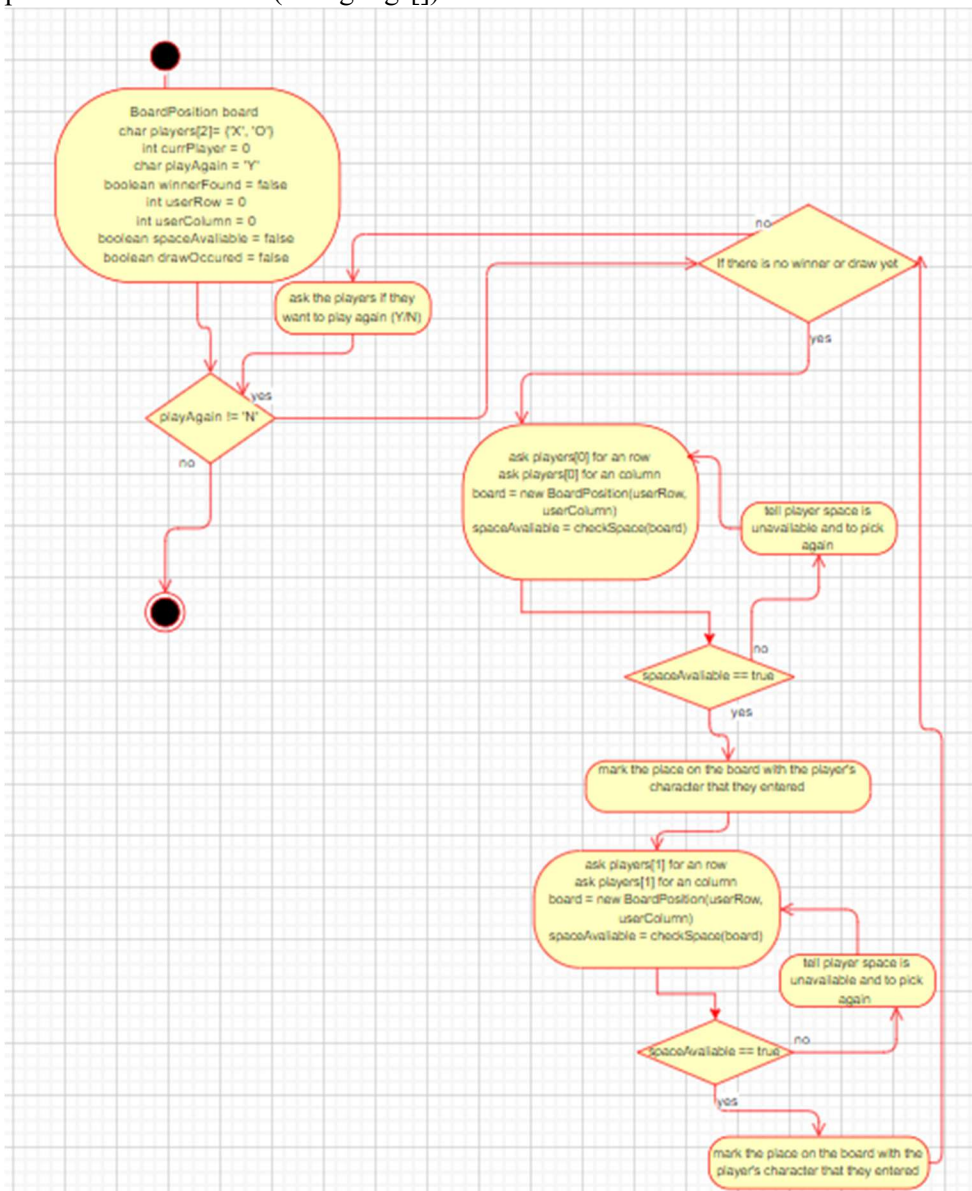 BoardPosition board
char players[2]= {'X', 'O'}
int currPlayer = 0
char playAgain = 'Y'
boolean winnerFound = false
int userRow = 0
int userColumn = 0
boolean spaceAvaliable = false
boolean drawOccured = false
no
If there is no winner or draw yet
ask the players if they
want to play again (Y/N)
yes
yes
playAgain != 'N'
no
ask players[0] for an row
ask players[0] for an column
board = new BoardPosition(userRow,
userColumn)
spaceAvaliable = checkSpace(board)
tell player space is
unavaliable and to pick
again
no
spaceAvaliable == true
yes
mark the place on the board with the player's
character that they entered
ask players[1] for an row
ask players[1] for an column
board = new BoardPosition(userRow,
userColumn)
spaceAvaliable = checkSpace(board)
tell player space is
unavaliable and to pick
again
no
spaceAvaliable == true
yes
mark the place on the board with the
player's character that they entered